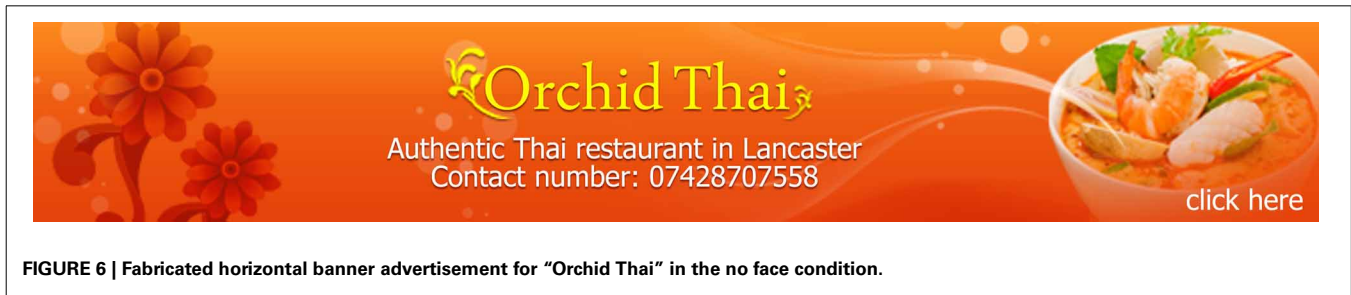 Orchid Thai
Authentic Thai restaurant in Lancaster
Contact number: 07428707558
click here
FIGURE 6 | Fabricated horizontal banner advertisement for “Orchid Thai” in the no face condition.